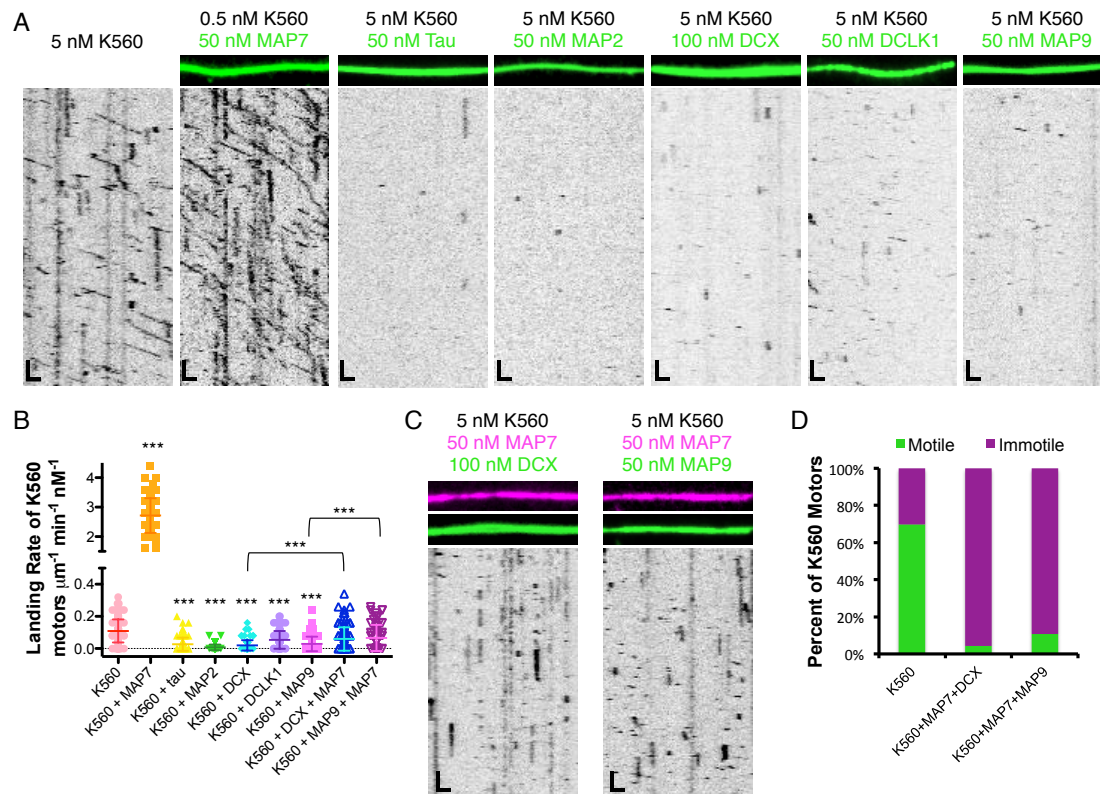 A
5 nM K560
0.5 nM K560
50 nM MAP7
5 nM K560
50 nM Tau
5 nM K560
50 nM MAP2
5 nM K560
100 nM DCX
5 nM K560
50 nM DCLK1
5 nM K560
50 nM MAP9
B
Landing Rate of K560
motors μm⁻¹ min⁻¹ nM⁻¹
4
3
2
0.4
0.2
0.0
***
***
***
***
***
***
***
***
K560
K560 + MAP7
K560 + tau
K560 + MAP2
K560 + DCX
K560 + DCLK1
K560 + MAP9
K560 + DCX + MAP7
K560 + MAP9 + MAP7
C
5 nM K560
50 nM MAP7
100 nM DCX
5 nM K560
50 nM MAP7
50 nM MAP9
D
Motile
Immotile
Percent of K560 Motors
100%
80%
60%
40%
20%
0%
K560
K560+MAP7+DCX
K560+MAP7+MAP9